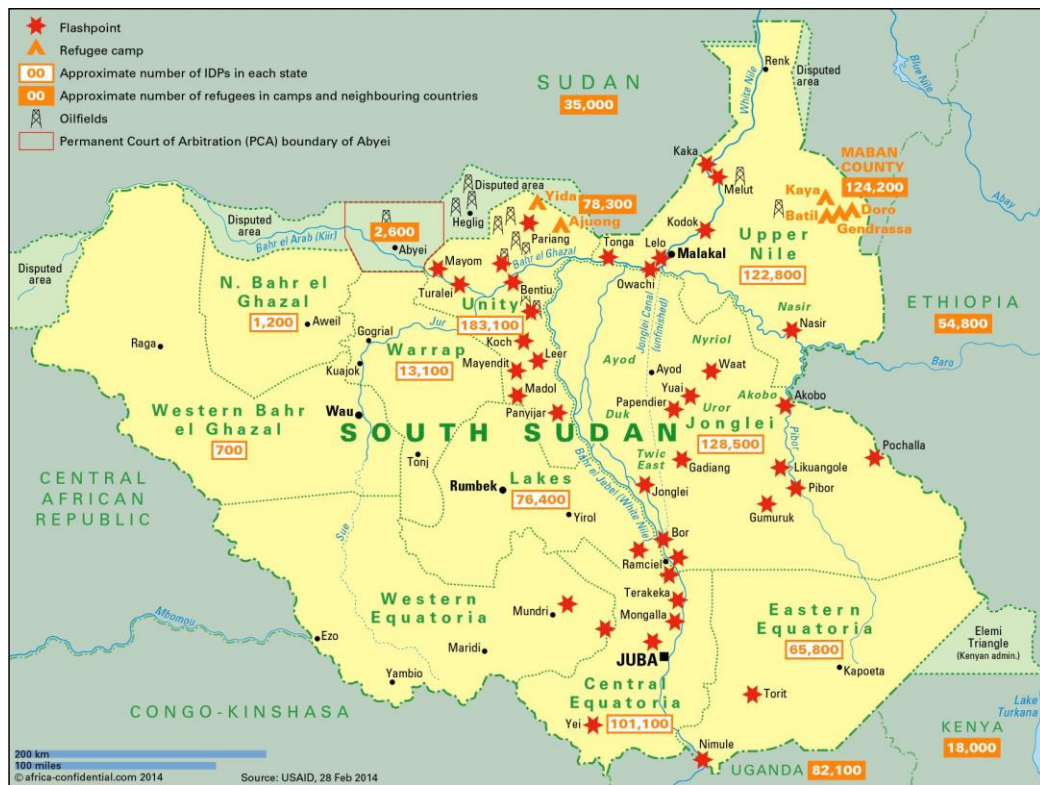 Flashpoint
Refugee camp
00 Approximate number of IDPs in each state
00 Approximate number of refugees in camps and neighbouring countries
Oilfields
Permanent Court of Arbitration (PCA) boundary of Abyei
SUDAN
35,000
White Nile
Renk
Disputed
area
Blue Nile
Abay
Kaka
Melut
MABAN
COUNTY
124,200
Kaya
Batil
Doro
Gendrassa
Disputed area
Heglig
Yida
78,300
Ajuong
Pariang
Kodok
Upper
Nile
122,800
Disputed
area
Disputed
area
Bahr el Arab (Kiir)
2,600
Abyei
Mayom
Turalei
Bahr el Ghazal
Bentiu
Tonga
Lelo
Malakal
Owachi
N. Bahr el
Ghazal
1,200
Aweil
Unity
183,100
Jonglei Canal
(unfinished)
Nasir
Nasir
ETHIOPIA
54,800
Baro
Raga
Gogrial
Jur
Kuajok
Warrap
13,100
Koch
Leer
Mayendit
Madol
Panyijar
Ayod
Ayod
Nyriol
Waat
Yuai
Papendier
Duk
Uror
Akobo
Akobo
Pibor
Western Bahr
el Ghazal
700
Wau
SOUTH SUDAN
Jonglei
128,500
Pochalla
Tonj
Twic
East
Gadiang
Likuangole
Pibor
Gumuruk
Jonglei
CENTRAL
AFRICAN
REPUBLIC
Rumbek
Lakes
76,400
Yirol
Bahr el Jebel (White Nile)
Sue
Bor
Ramciel
Terakeka
Mongalla
Western
Equatoria
Mundri
Maridi
Eastern
Equatoria
65,800
Kapoeta
Elemi
Triangle
(Kenyan admin.)
Mbomou
Ezo
Yambio
JUBA
Central
Equatoria
101,100
Yei
Torit
Nimule
CONGO-KINSHASA
Lake
Turkana
KENYA
18,000
UGANDA 82,100
200 km
100 miles
© africa-confidential.com 2014
Source: USAID, 28 Feb 2014